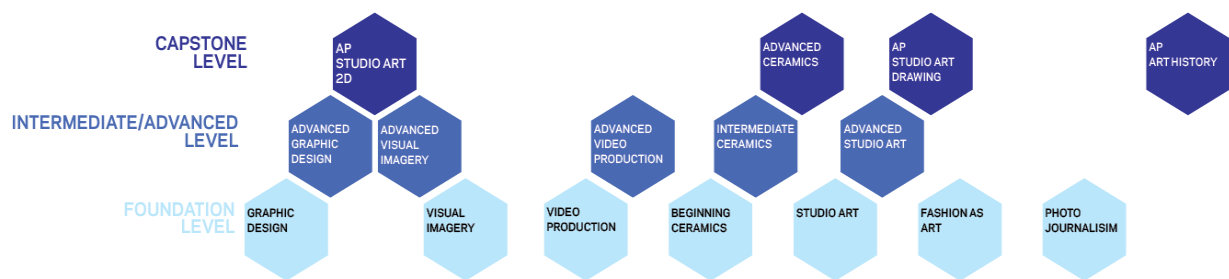 CAPSTONE
LEVEL
AP
STUDIO ART
2D
ADVANCED
CERAMICS
AP
STUDIO ART
DRAWING
AP
ART HISTORY
INTERMEDIATE/ADVANCED
LEVEL
ADVANCED
GRAPHIC
DESIGN
ADVANCED
VISUAL
IMAGERY
ADVANCED
VIDEO
PRODUCTION
INTERMEDIATE
CERAMICS
ADVANCED
STUDIO ART
FOUNDATION
LEVEL
GRAPHIC
DESIGN
VISUAL
IMAGERY
VIDEO
PRODUCTION
BEGINNING
CERAMICS
STUDIO ART
FASHION AS
ART
PHOTO
JOURNALISIM